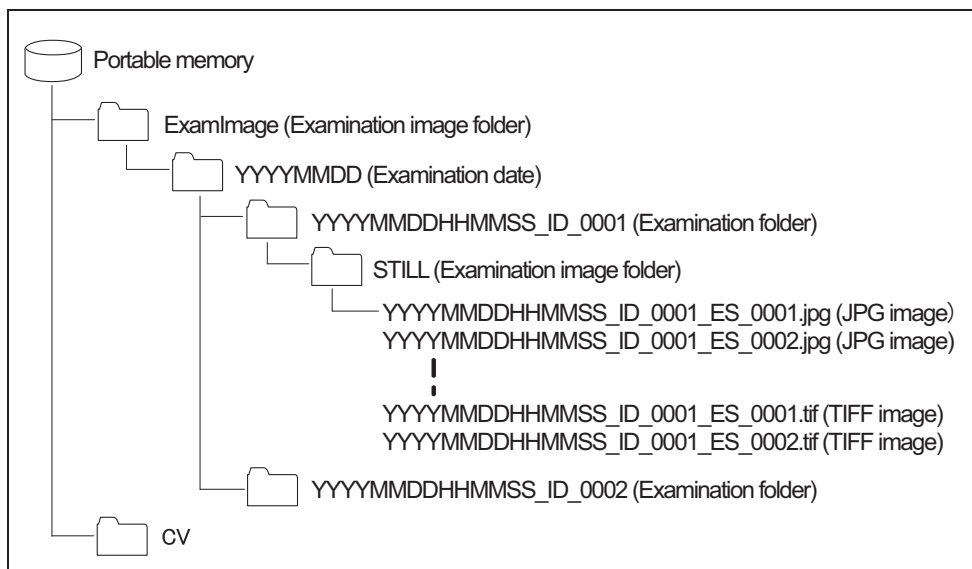 Portable memory
ExamImage (Examination image folder)
YYYYMMDD (Examination date)
YYYYMMDDHHMMSS_ID_0001 (Examination folder)
STILL (Examination image folder)
YYYYMMDDHHMMSS_ID_0001_ES_0001.jpg (JPG image)
YYYYMMDDHHMMSS_ID_0001_ES_0002.jpg (JPG image)
YYYYMMDDHHMMSS_ID_0001_ES_0001.tif (TIFF image)
YYYYMMDDHHMMSS_ID_0001_ES_0002.tif (TIFF image)
YYYYMMDDHHMMSS_ID_0002 (Examination folder)
CV